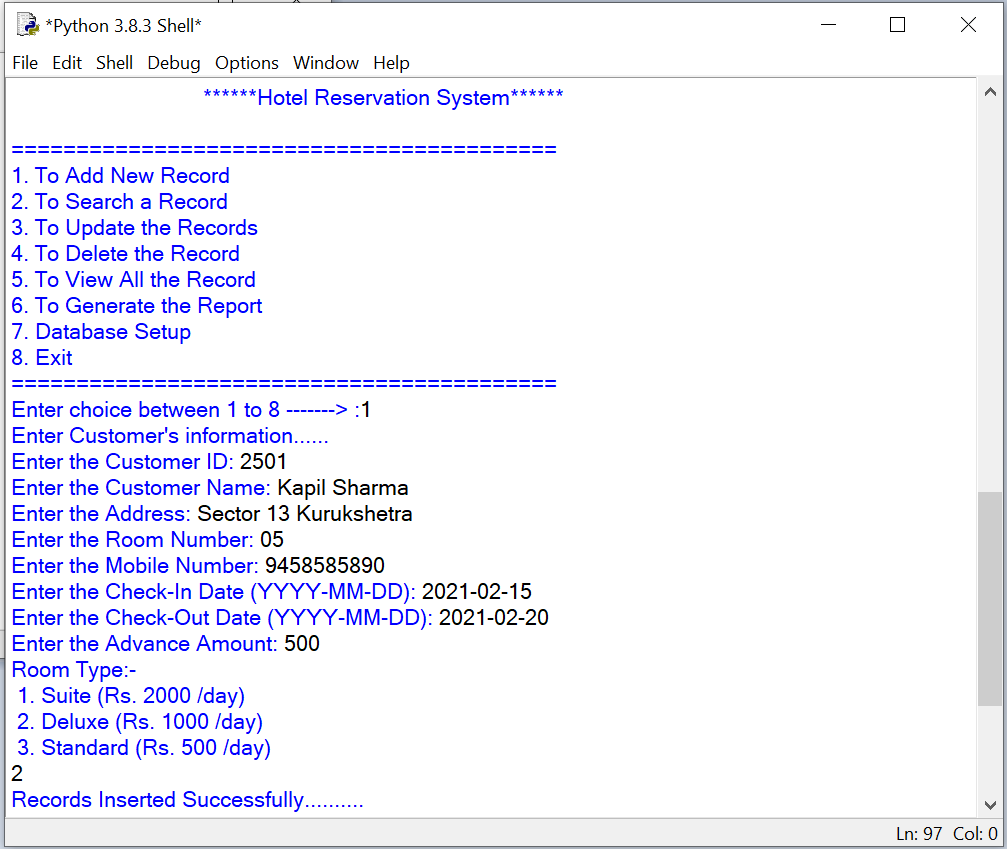 *Python 3.8.3 Shell*
File Edit Shell Debug Options Window Help
******Hotel Reservation System******
==========================================
1. To Add New Record
2. To Search a Record
3. To Update the Records
4. To Delete the Record
5. To View All the Record
6. To Generate the Report
7. Database Setup
8. Exit
==========================================
Enter choice between 1 to 8 -------> :1
Enter Customer's information......
Enter the Customer ID: 2501
Enter the Customer Name: Kapil Sharma
Enter the Address: Sector 13 Kurukshetra
Enter the Room Number: 05
Enter the Mobile Number: 9458585890
Enter the Check-In Date (YYYY-MM-DD): 2021-02-15
Enter the Check-Out Date (YYYY-MM-DD): 2021-02-20
Enter the Advance Amount: 500
Room Type:-
1. Suite (Rs. 2000 /day)
2. Deluxe (Rs. 1000 /day)
3. Standard (Rs. 500 /day)
2
Records Inserted Successfully..........
Ln: 97 Col: 0